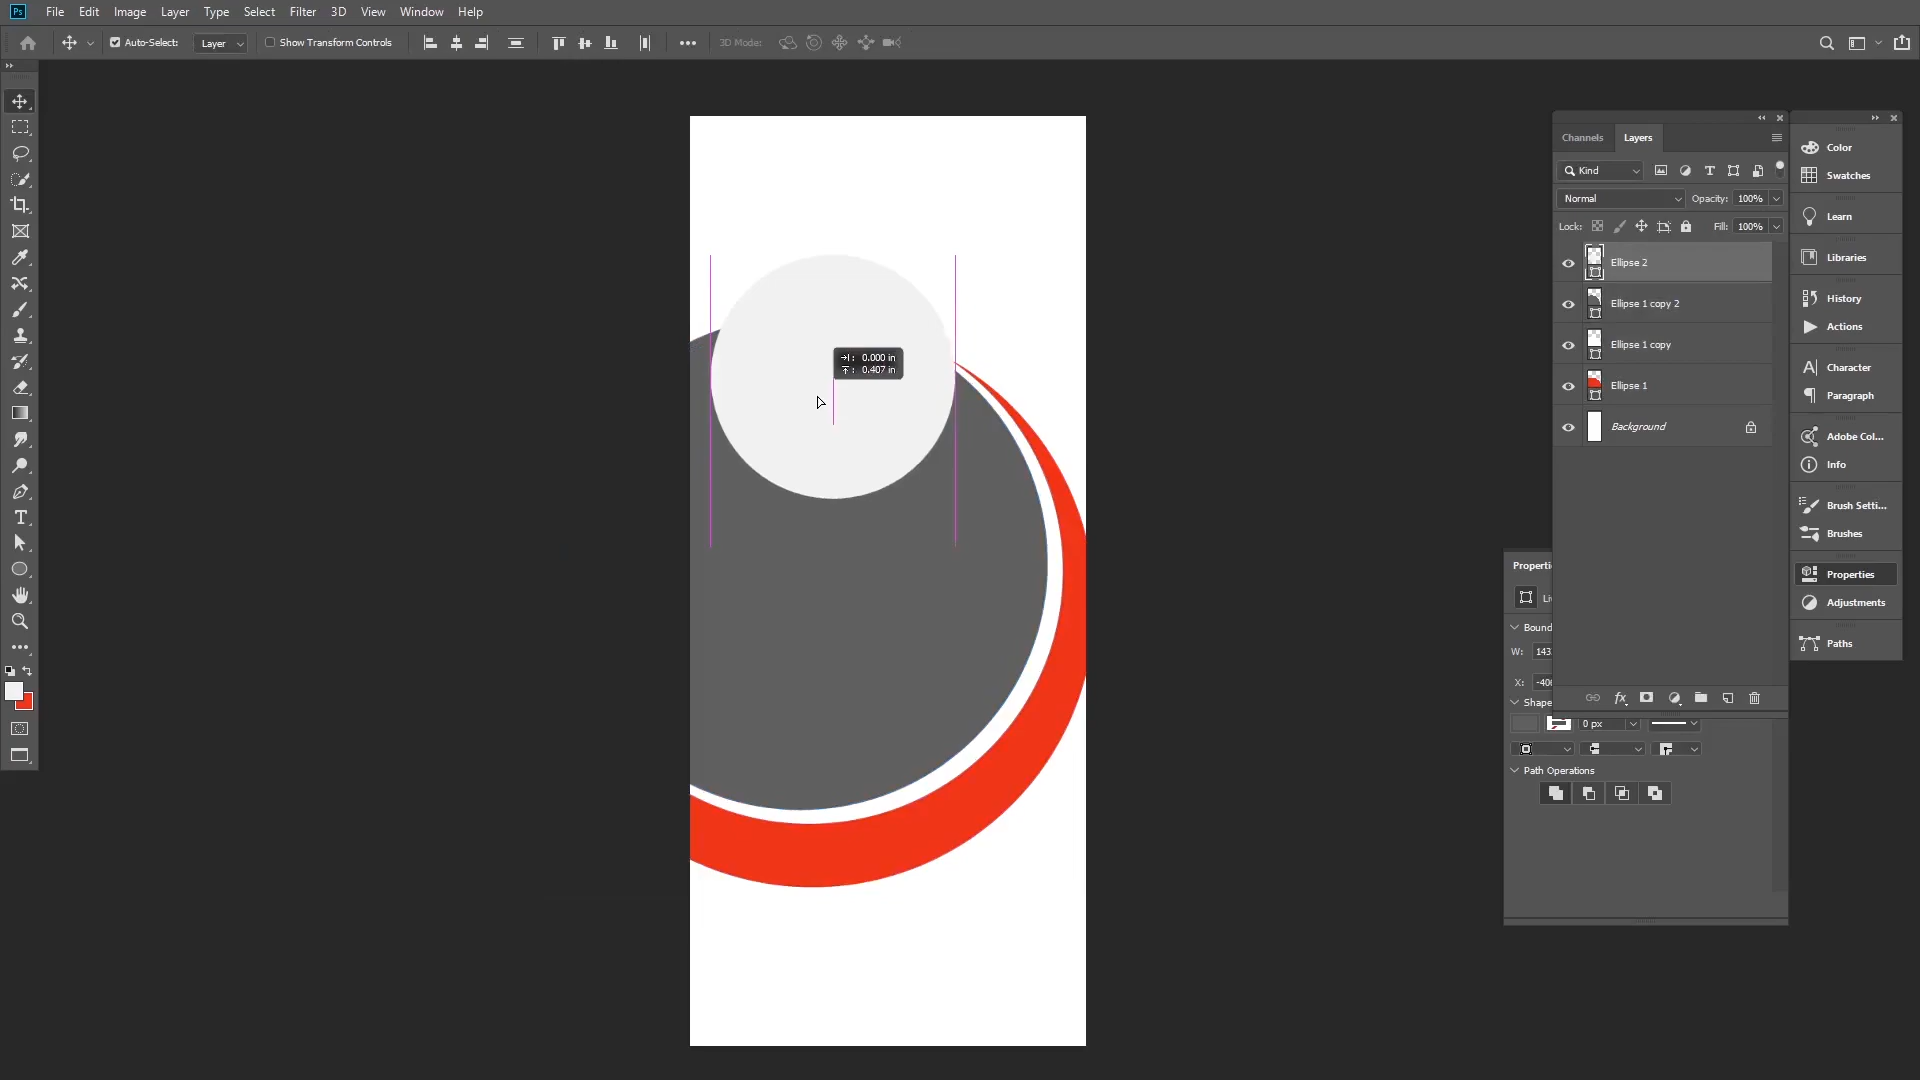 Ps File Edit Image Layer Type Select Filter 3D View Window Help
Auto-Select: Layer Show Transform Controls 3D Mode:
Channels Layers
Kind
Normal Opacity: 100%
Lock: Fill: 100%
Ellipse 2
Ellipse 1 copy 2
Ellipse 1 copy
Ellipse 1
Background
fx
0.000 in
0.407 in
Color
Swatches
Learn
Libraries
History
Actions
Character
Paragraph
Adobe Col...
Info
Brush Setti...
Brushes
Properties
Adjustments
Paths
Properti
Li
Bound
W: 143
X: -406
Shape
0 px
Path Operations